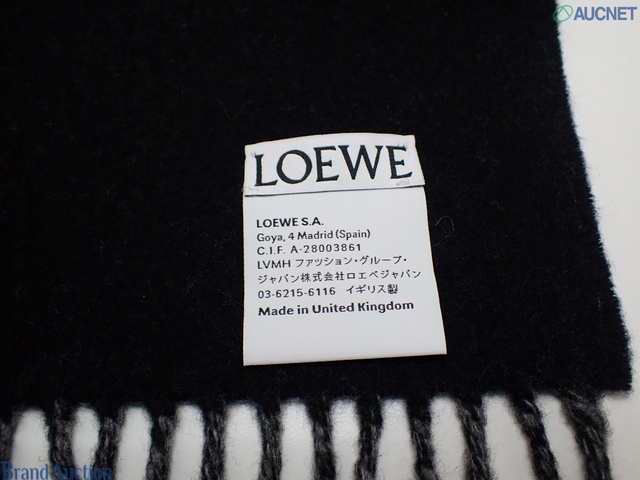 AUCNET
LOEWE
LOEWE S.A.
Goya, 4 Madrid (Spain)
C.I.F. A-28003861
LVMH ファッション・グループ・
ジャパン株式会社ロエベジャパン
03-6215-6116 イギリス製
Made in United Kingdom
Brand Auction